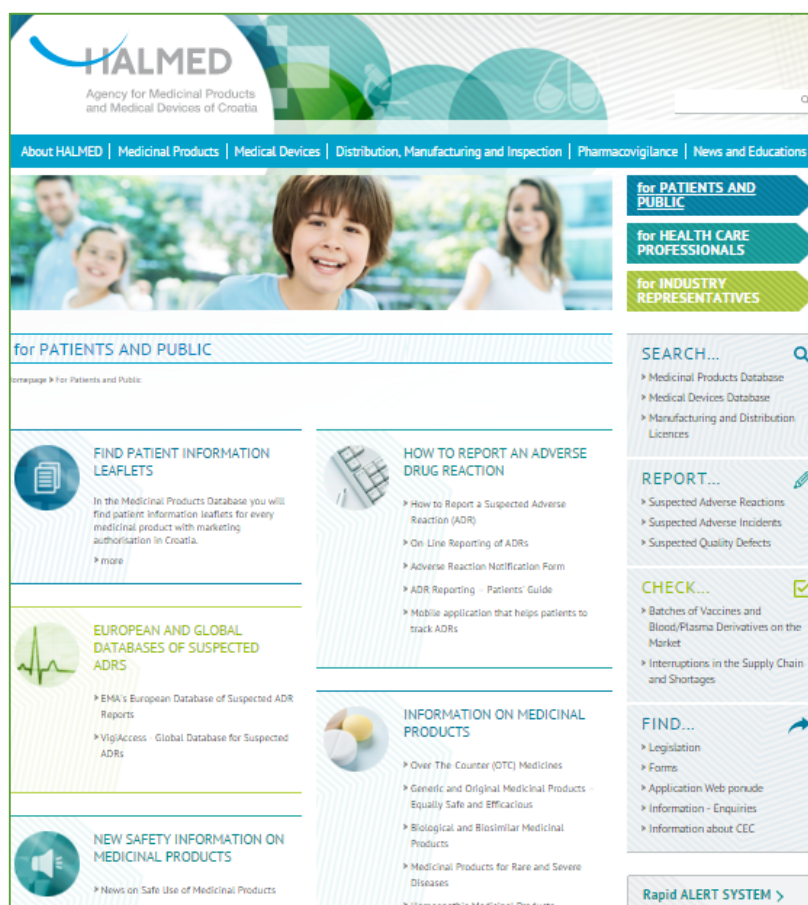 HALMED
Agency for Medicinal Products
and Medical Devices of Croatia
About HALMED | Medicinal Products | Medical Devices | Distribution, Manufacturing and Inspection | Pharmacovigilance | News and Educations
for PATIENTS AND
PUBLIC
for HEALTH CARE
PROFESSIONALS
for INDUSTRY
REPRESENTATIVES
for PATIENTS AND PUBLIC
omepage > For Patients and Public
FIND PATIENT INFORMATION
LEAFLETS
In the Medicinal Products Database you will
find patient information leaflets for every
medicinal product with marketing
authorisation in Croatia.
more
EUROPEAN AND GLOBAL
DATABASES OF SUSPECTED
ADRS
EMA's European Database of Suspected ADR
Reports
VigiAccess - Global Database for Suspected
ADRs
NEW SAFETY INFORMATION ON
MEDICINAL PRODUCTS
News on Safe Use of Medicinal Products
HOW TO REPORT AN ADVERSE
DRUG REACTION
How to Report a Suspected Adverse
Reaction (ADR)
On-Line Reporting of ADRs
Adverse Reaction Notification Form
ADR Reporting – Patients' Guide
Mobile application that helps patients to
track ADRs
INFORMATION ON MEDICINAL
PRODUCTS
Over-The-Counter (OTC) Medicines
Generic and Original Medicinal Products –
Equally Safe and Efficacious
Biological and Biosimilar Medicinal
Products
Medicinal Products for Rare and Severe
Diseases
Homeopathic Medicinal Products
SEARCH...
Medicinal Products Database
Medical Devices Database
Manufacturing and Distribution
Licences
REPORT...
Suspected Adverse Reactions
Suspected Adverse Incidents
Suspected Quality Defects
CHECK...
Batches of Vaccines and
Blood/Plasma Derivatives on the
Market
Interruptions in the Supply Chain
and Shortages
FIND...
Legislation
Forms
Application Web ponude
Information - Enquiries
Information about CEC
Rapid ALERT SYSTEM >